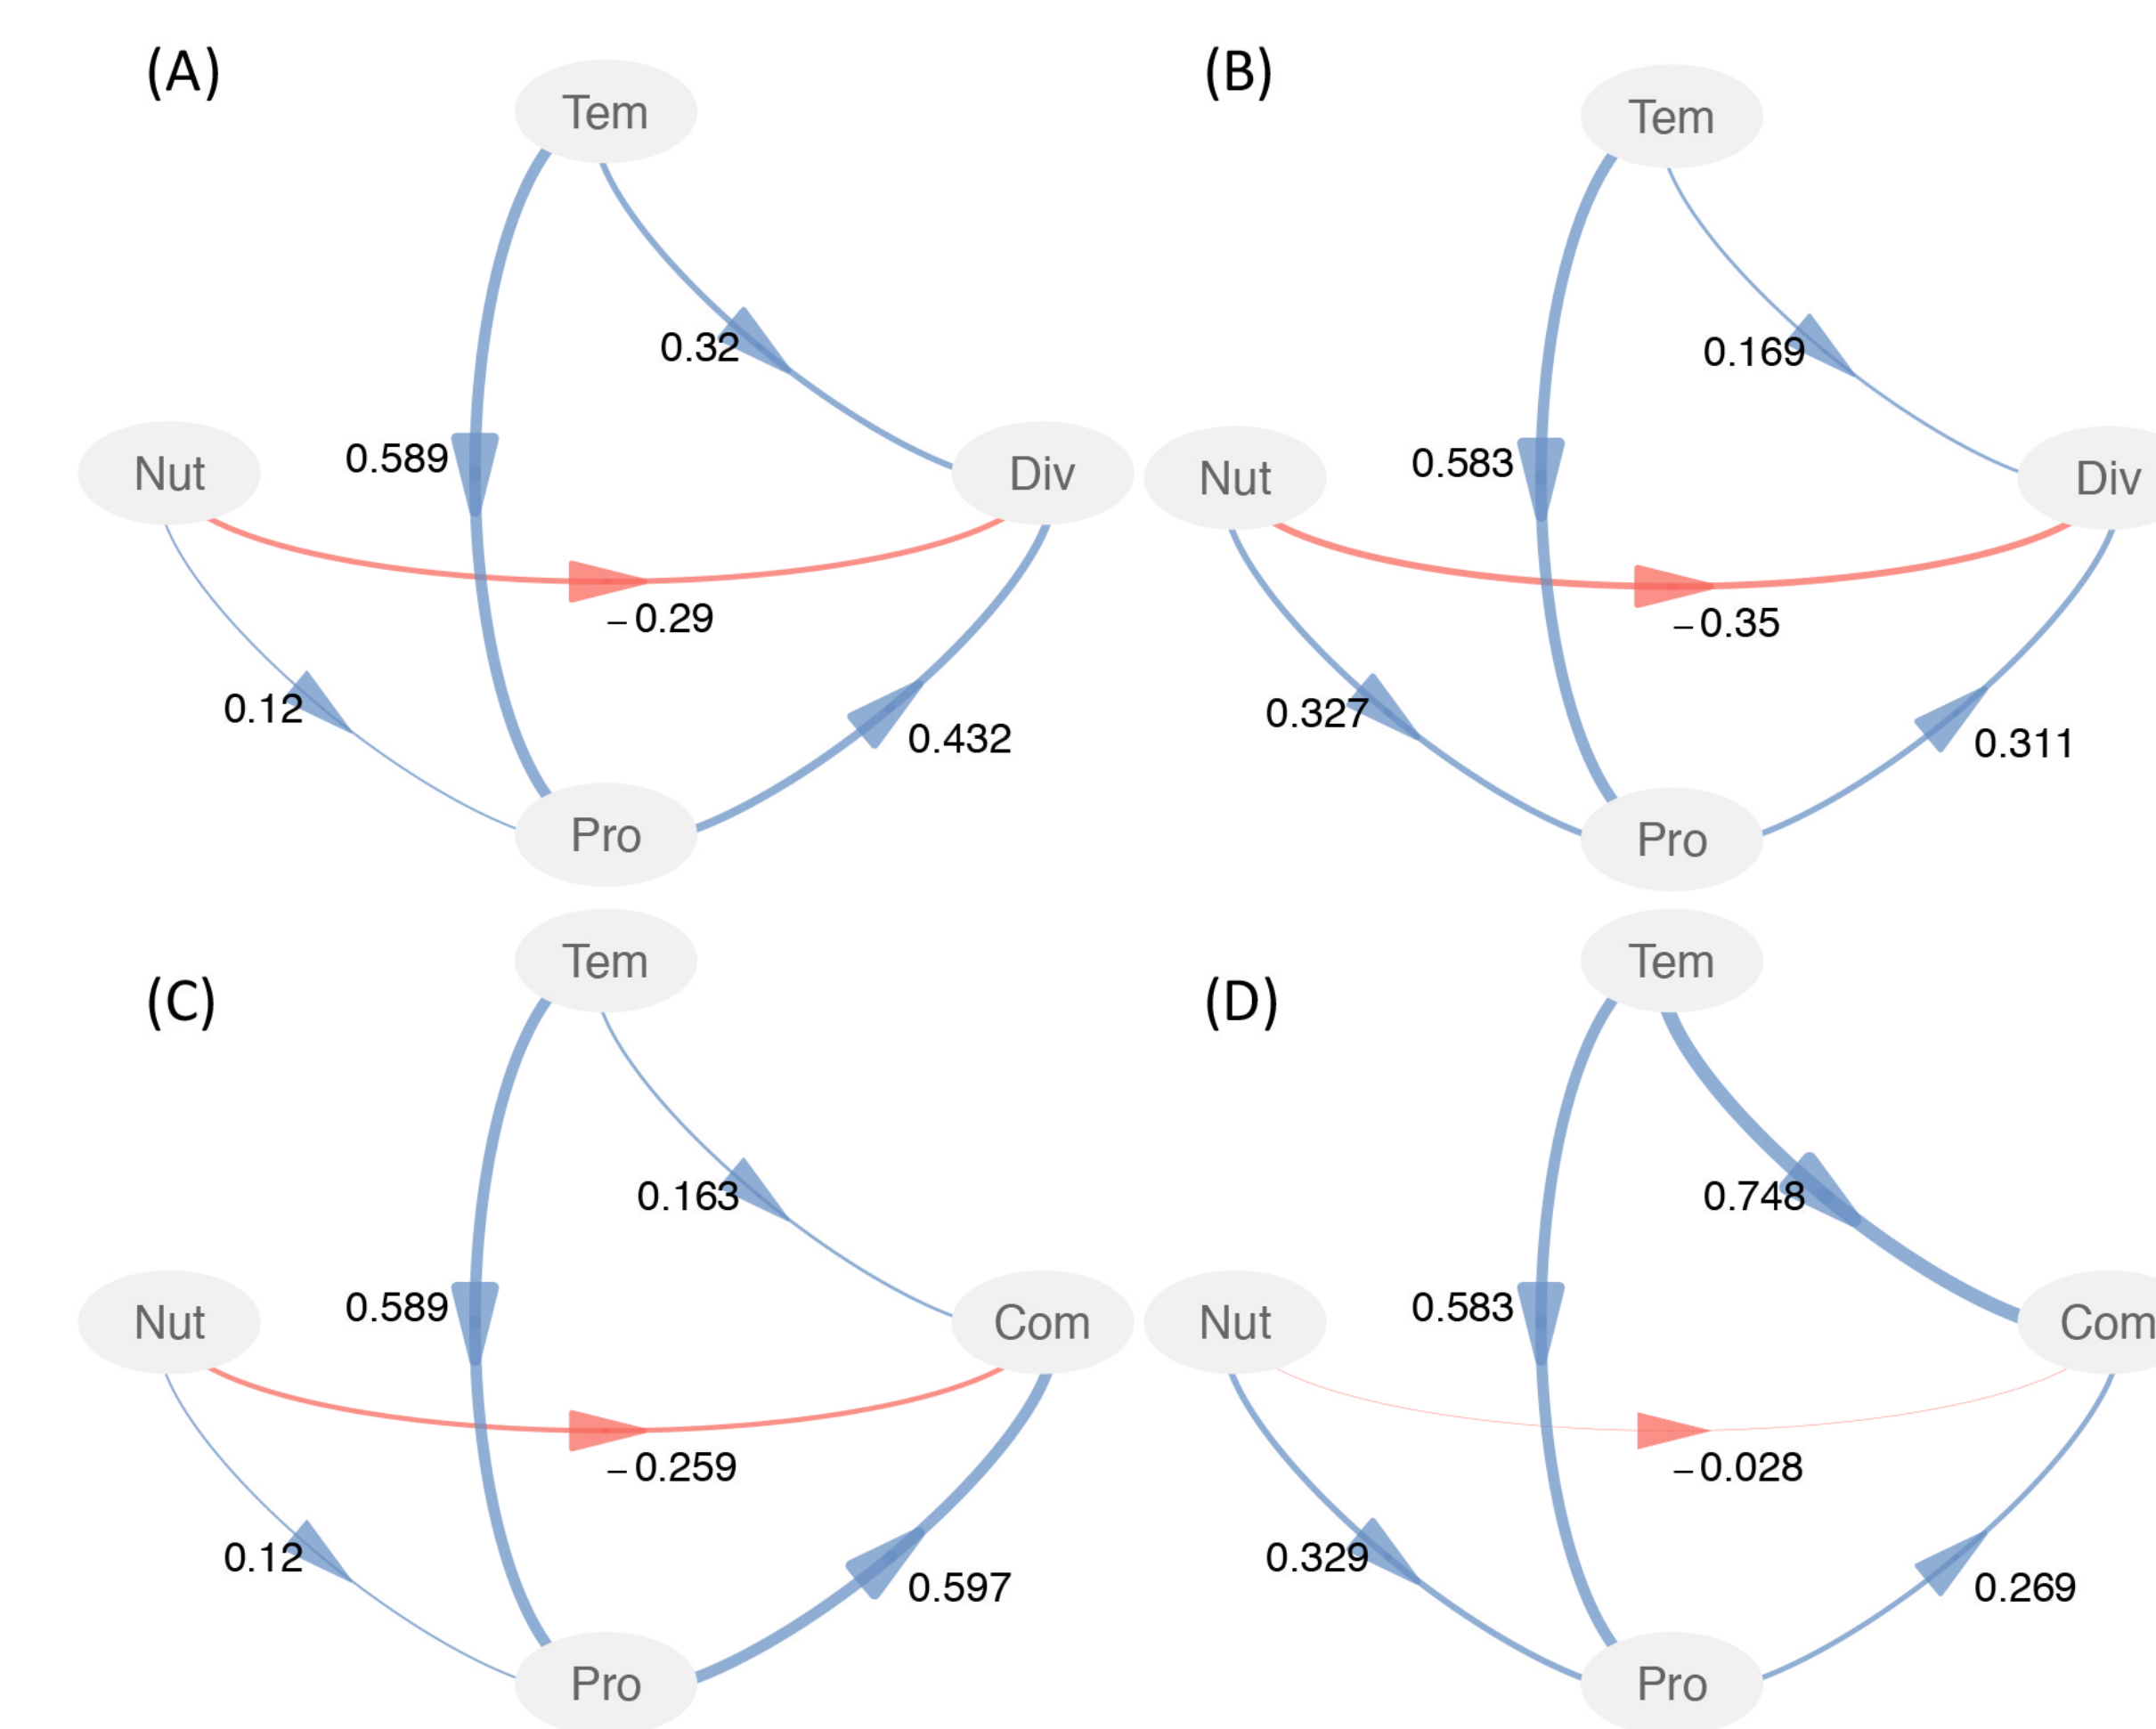 (A)
Tem
0.32
0.589
Nut
Div
–0.29
0.12
0.432
Pro
(B)
Tem
0.169
0.583
Nut
Div
–0.35
0.327
0.311
Pro
(C)
Tem
0.163
0.589
Nut
Com
–0.259
0.12
0.597
Pro
(D)
Tem
0.748
0.583
Nut
Com
–0.028
0.329
0.269
Pro